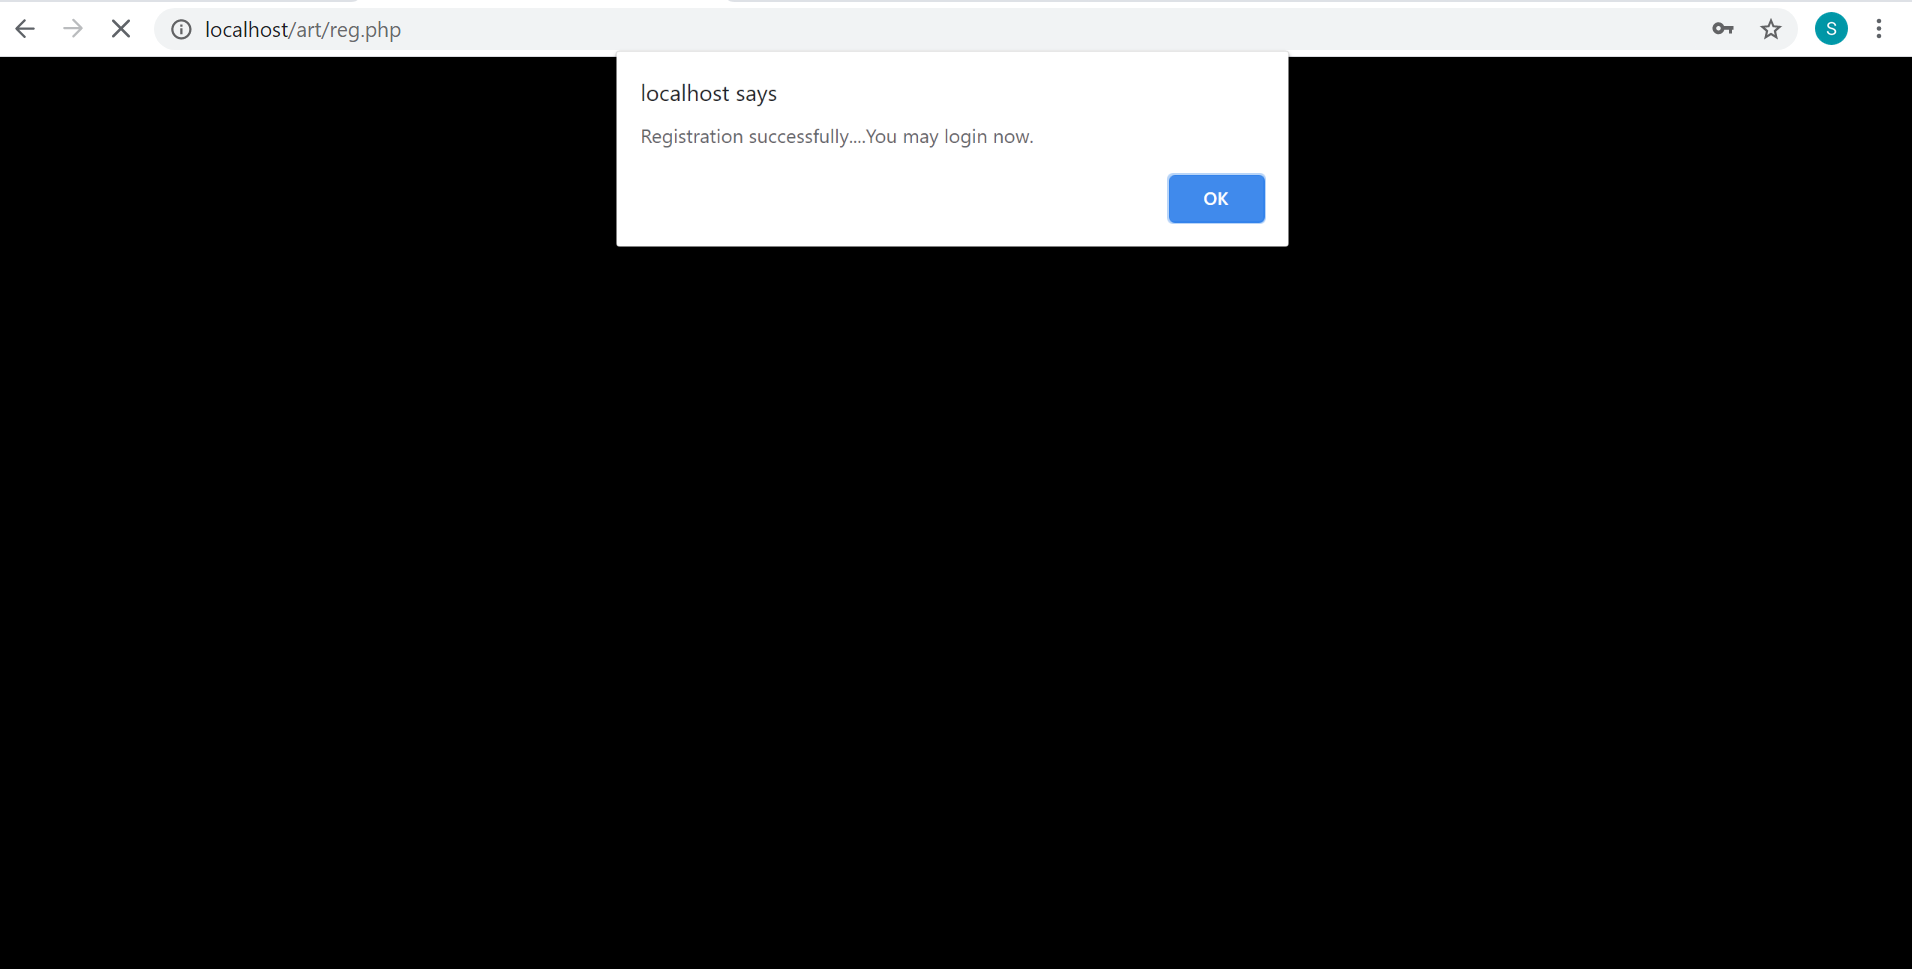 localhost/art/reg.php
S
localhost says
Registration successfully....You may login now.
OK